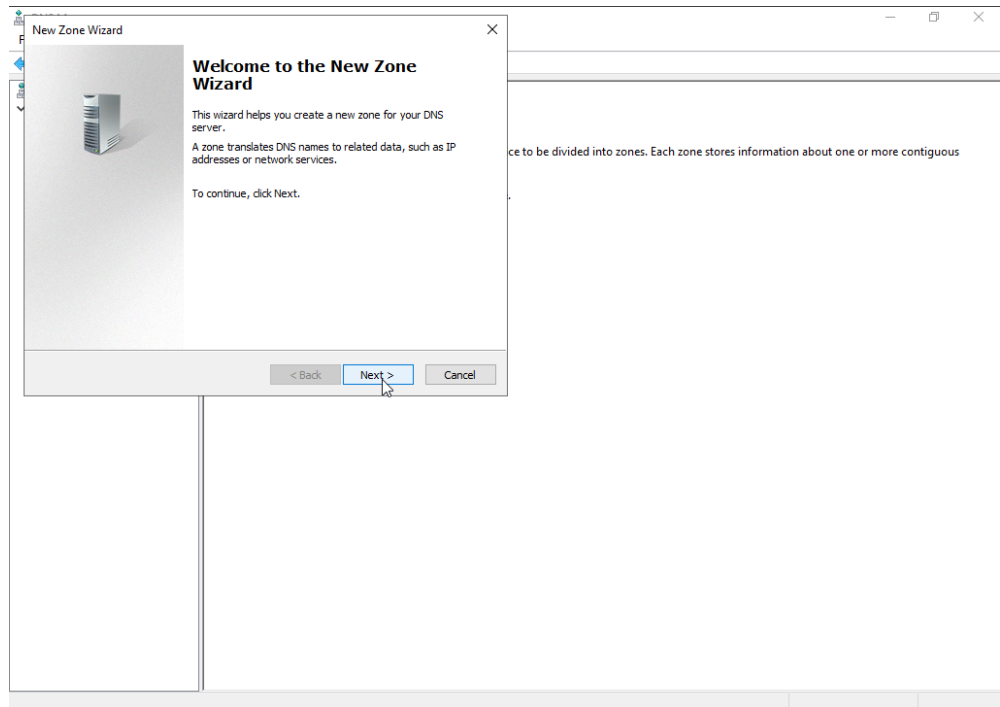 New Zone Wizard
Welcome to the New Zone
Wizard
This wizard helps you create a new zone for your DNS
server.
A zone translates DNS names to related data, such as IP
addresses or network services.
ce to be divided into zones. Each zone stores information about one or more contiguous
.
To continue, click Next.
< Back
Next >
Cancel